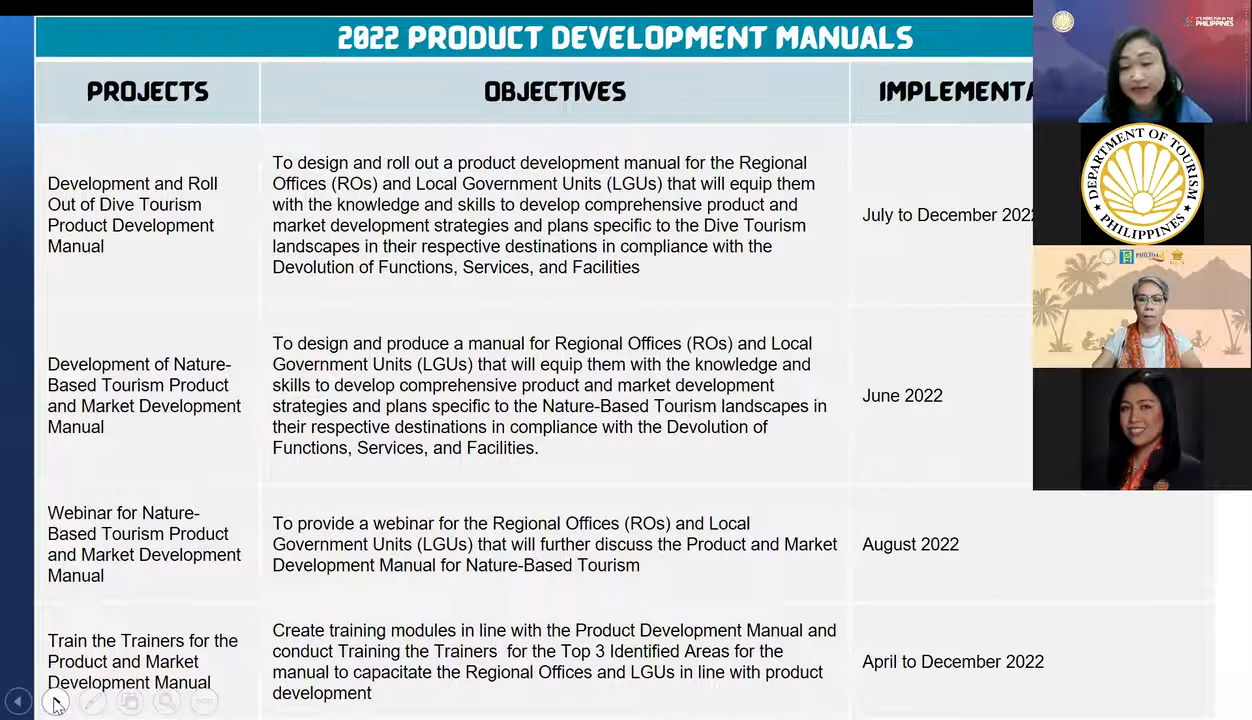 2022 PRODUCT DEVELOPMENT MANUALS
PROJECTS
OBJECTIVES
IMPLEMENTA
Development and Roll
Out of Dive Tourism
Product Development
Manual
To design and roll out a product development manual for the Regional
Offices (ROs) and Local Government Units (LGUs) that will equip them
with the knowledge and skills to develop comprehensive product and
market development strategies and plans specific to the Dive Tourism
landscapes in their respective destinations in compliance with the
Devolution of Functions, Services, and Facilities
July to December 2022
Development of Nature-
Based Tourism Product
and Market Development
Manual
To design and produce a manual for Regional Offices (ROs) and Local
Government Units (LGUs) that will equip them with the knowledge and
skills to develop comprehensive product and market development
strategies and plans specific to the Nature-Based Tourism landscapes in
their respective destinations in compliance with the Devolution of
Functions, Services, and Facilities.
June 2022
Webinar for Nature-
Based Tourism Product
and Market Development
Manual
To provide a webinar for the Regional Offices (ROs) and Local
Government Units (LGUs) that will further discuss the Product and Market
Development Manual for Nature-Based Tourism
August 2022
Train the Trainers for the
Product and Market
Development Manual
Create training modules in line with the Product Development Manual and
conduct Training the Trainers for the Top 3 Identified Areas for the
manual to capacitate the Regional Offices and LGUs in line with product
development
April to December 2022
IT'S MORE FUN IN THE
PHILIPPINES
DEPARTMENT OF TOURISM
PHILIPPINES
PHILTOA